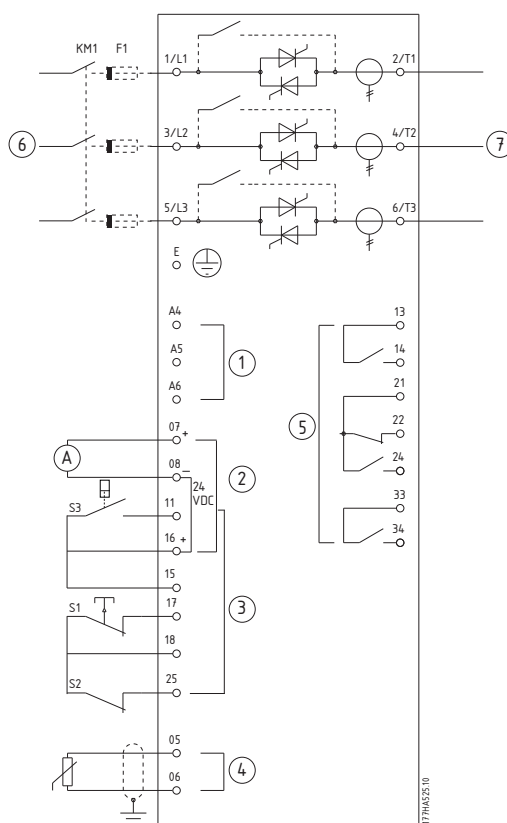 KM1 F1 1/L1 2/T1
6 3/L2 4/T2 7
5/L3 6/T3
E
A4
A5
A6
1
13
14
21
22
24
33
34
5
07 +
08 –
A
24
VDC
2
S3 11
16 +
15
S1 17
18
S2 25
3
05
06
4
177HA525.10